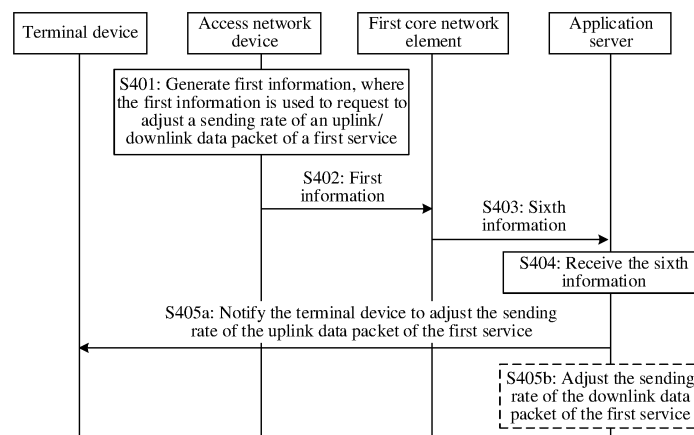 Terminal device
Access network
device
First core network
element
Application
server
S401: Generate first information, where
the first information is used to request to
adjust a sending rate of an uplink/
downlink data packet of a first service
S402: First
information
S403: Sixth
information
S404: Receive the sixth
information
S405a: Notify the terminal device to adjust the sending
rate of the uplink data packet of the first service
S405b: Adjust the sending
rate of the downlink data
packet of the first service